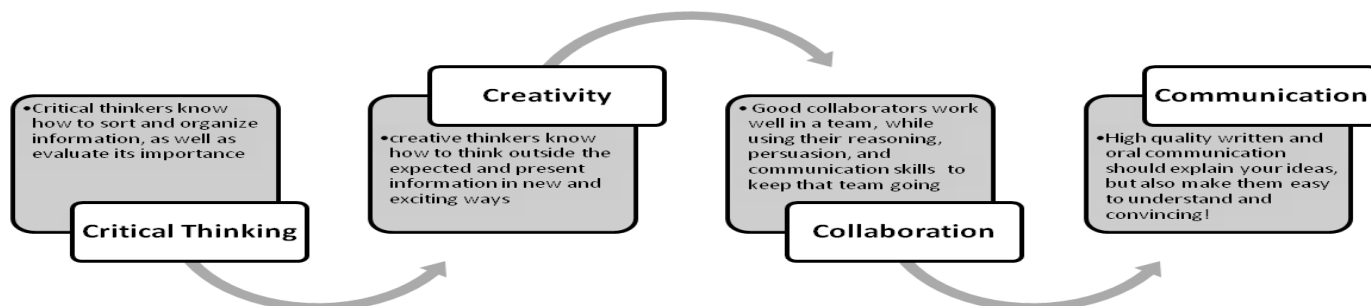 •Critical thinkers know
how to sort and organize
information, as well as
evaluate its importance
Critical Thinking
Creativity
•creative thinkers know
how to think outside the
expected and present
information in new and
exciting ways
• Good collaborators work
well in a team, while
using their reasoning,
persuasion, and
communication skills to
keep that team going
Collaboration
Communication
•High quality written and
oral communication
should explain your ideas,
but also make them easy
to understand and
convincing!